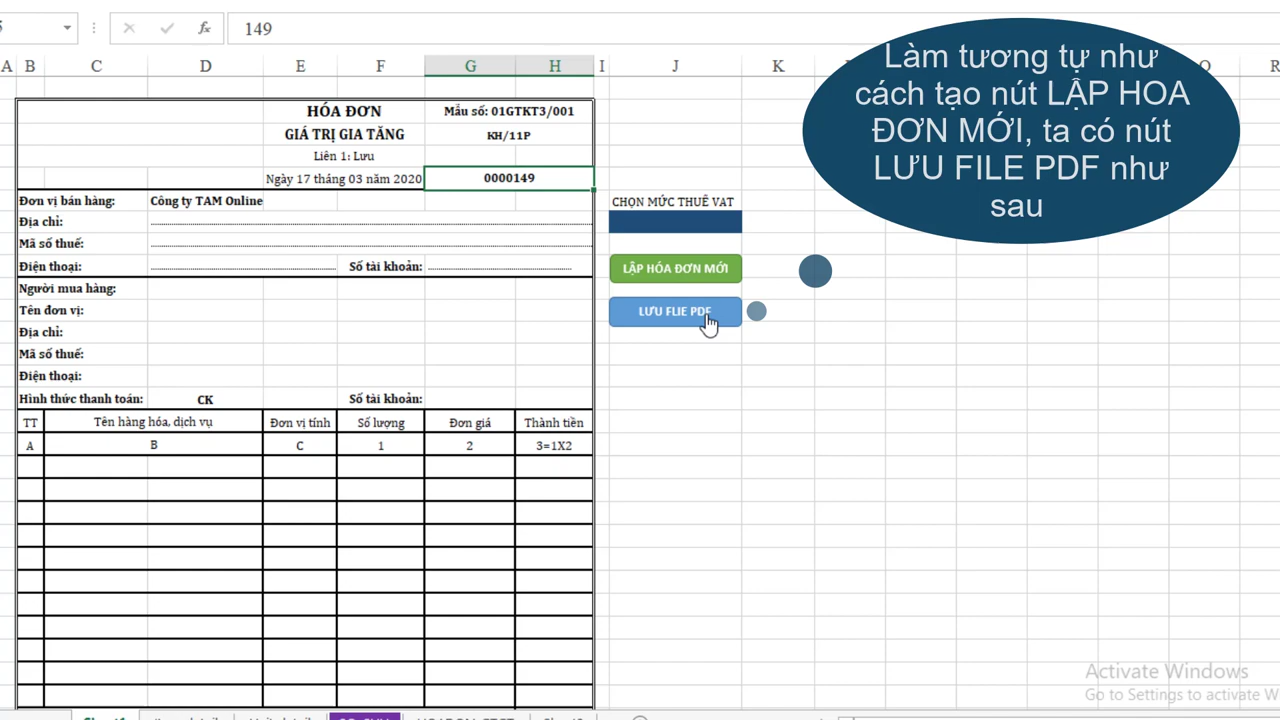 149
A B C D E F G H I J K
HÓA ĐƠN
Mẫu số: 01GTKT3/001
GIÁ TRỊ GIA TĂNG
KH/11P
Liên 1: Lưu
Ngày 17 tháng 03 năm 2020
0000149
Đơn vị bán hàng: Công ty TAM Online
Địa chỉ:
Mã số thuế:
Điện thoại: Số tài khoản:
Người mua hàng:
Tên đơn vị:
Địa chỉ:
Mã số thuế:
Điện thoại:
Hình thức thanh toán: CK Số tài khoản:
TT Tên hàng hóa, dịch vụ Đơn vị tính Số lượng Đơn giá Thành tiền
A B C 1 2 3=1X2
CHỌN MỨC THUẾ VAT
LẬP HÓA ĐƠN MỚI
LƯU FLIE PDF
Làm tương tự như
cách tạo nút LẬP HOA
ĐƠN MỚI, ta có nút
LƯU FILE PDF như
sau
Activate Windows
Go to Settings to activate W